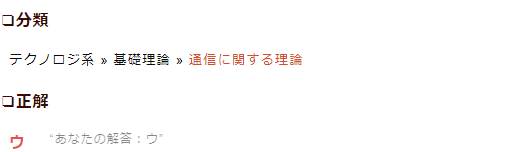 ❏分類
テクノロジ系 » 基礎理論 » 通信に関する理論
❏正解
ウ “あなたの解答：ウ”